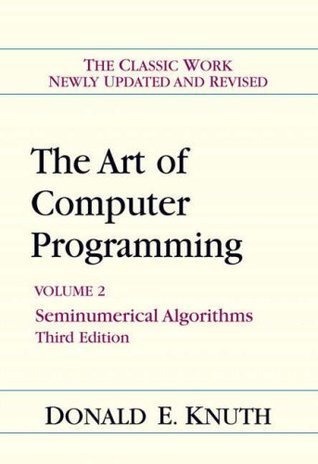 THE CLASSIC WORK
NEWLY UPDATED AND REVISED
The Art of
Computer
Programming
VOLUME 2
Seminumerical Algorithms
Third Edition
DONALD E. KNUTH